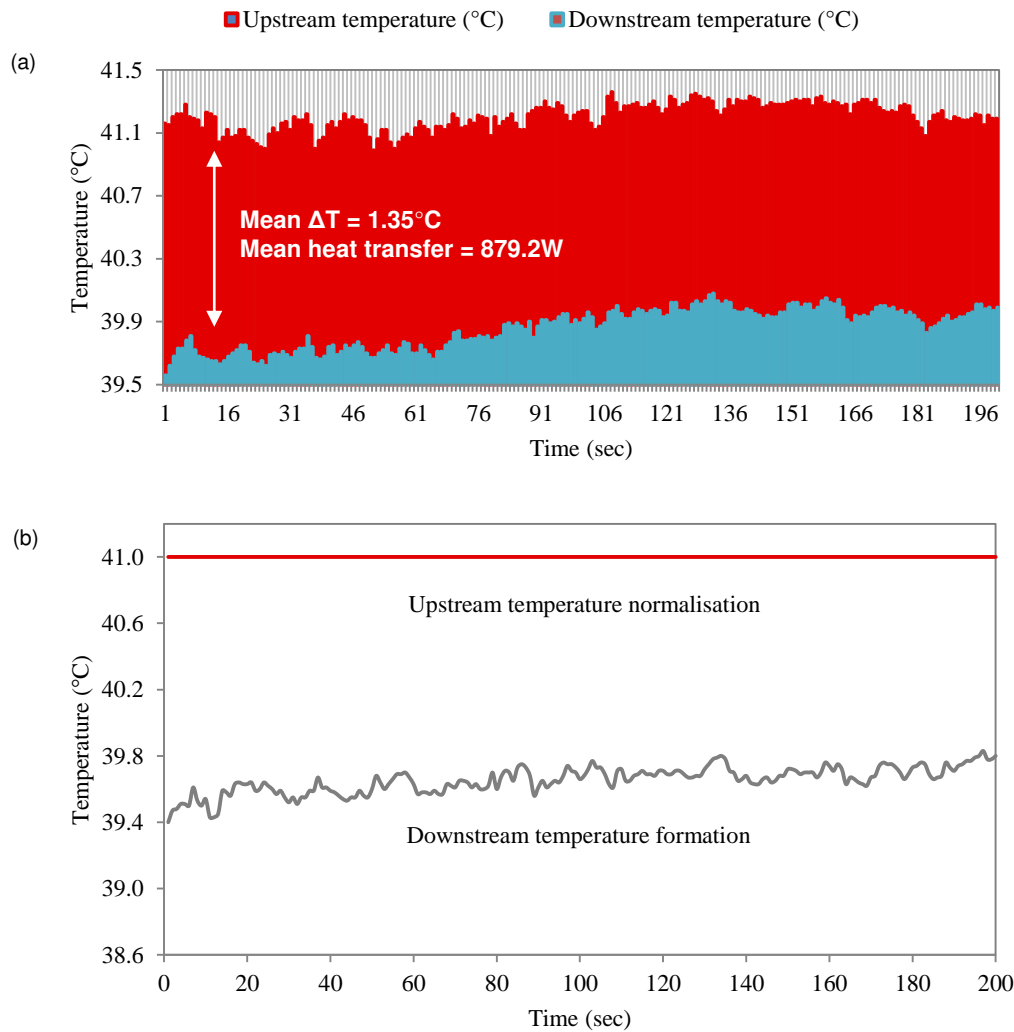 Upstream temperature (°C) Downstream temperature (°C)
(a)
Temperature (°C)
41.5
41.1
40.7
40.3
39.9
39.5
Mean ΔT = 1.35°C
Mean heat transfer = 879.2W
1 16 31 46 61 76 91 106 121 136 151 166 181 196
Time (sec)
(b)
Temperature (°C)
41.0
40.6
40.2
39.8
39.4
39.0
38.6
Upstream temperature normalisation
Downstream temperature formation
0 20 40 60 80 100 120 140 160 180 200
Time (sec)